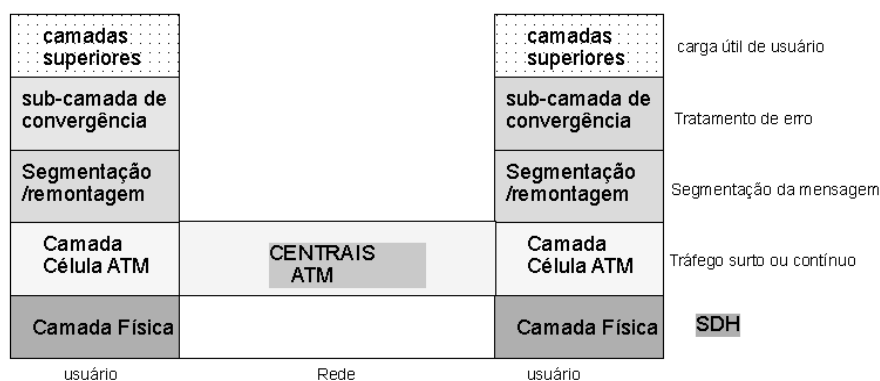 camadas
superiores
camadas
superiores
carga útil de usuário
sub-camada de
convergência
sub-camada de
convergência
Tratamento de erro
Segmentação
/remontagem
Segmentação
/remontagem
Segmentação da mensagem
Camada
Célula ATM
CENTRAIS
ATM
Camada
Célula ATM
Tráfego surto ou contínuo
Camada Física
Camada Física
SDH
usuário
Rede
usuário